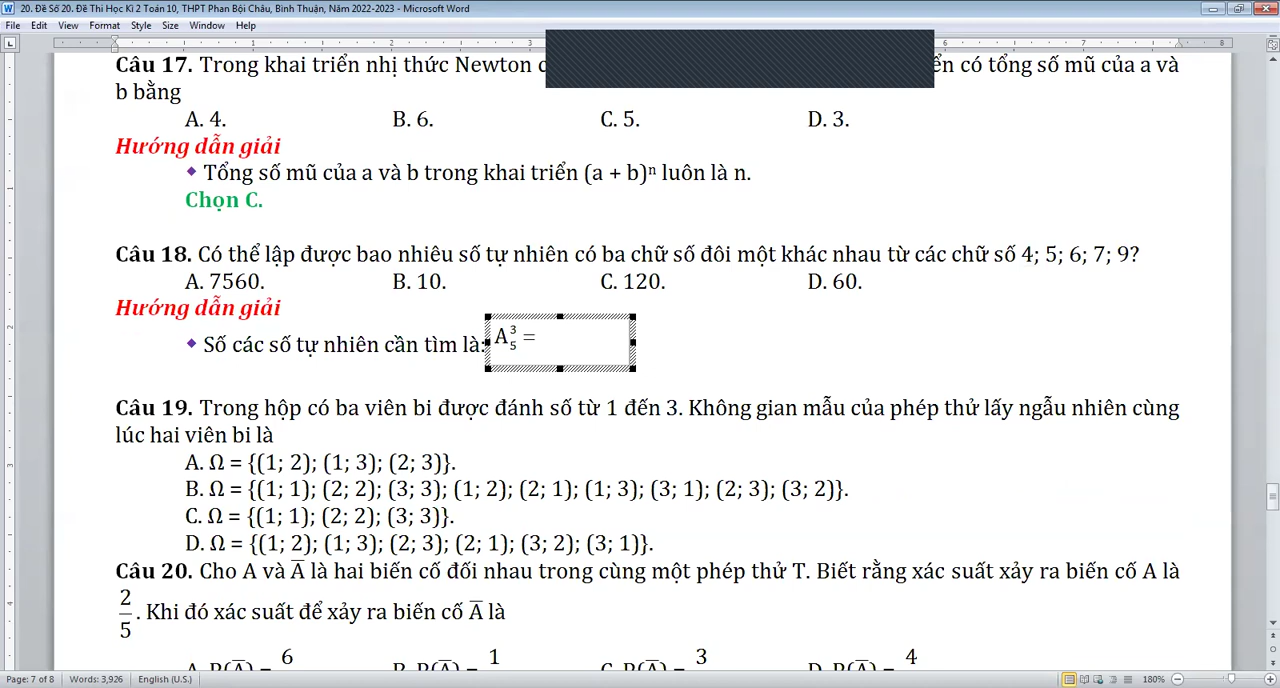 20. Đề Số 20. Đề Thi Học Kì 2 Toán 10, THPT Phan Bội Châu, Bình Thuận, Năm 2022-2023 - Microsoft Word
File Edit View Format Style Size Window Help
1 2 3 6 7 8
Câu 17. Trong khai triển nhị thức Newton c ển có tổng số mũ của a và
b bằng
A. 4. B. 6. C. 5. D. 3.
Hướng dẫn giải
◆ Tổng số mũ của a và b trong khai triển (a + b)ⁿ luôn là n.
Chọn C.
Câu 18. Có thể lập được bao nhiêu số tự nhiên có ba chữ số đôi một khác nhau từ các chữ số 4; 5; 6; 7; 9?
A. 7560. B. 10. C. 120. D. 60.
Hướng dẫn giải
◆ Số các số tự nhiên cần tìm là: A₅³ =
Câu 19. Trong hộp có ba viên bi được đánh số từ 1 đến 3. Không gian mẫu của phép thử lấy ngẫu nhiên cùng
lúc hai viên bi là
A. Ω = {(1; 2); (1; 3); (2; 3)}.
B. Ω = {(1; 1); (2; 2); (3; 3); (1; 2); (2; 1); (1; 3); (3; 1); (2; 3); (3; 2)}.
C. Ω = {(1; 1); (2; 2); (3; 3)}.
D. Ω = {(1; 2); (1; 3); (2; 3); (2; 1); (3; 2); (3; 1)}.
Câu 20. Cho A và A̅ là hai biến cố đối nhau trong cùng một phép thử T. Biết rằng xác suất xảy ra biến cố A là
2/5. Khi đó xác suất để xảy ra biến cố A̅ là
A. P(A̅) = 6 B. P(A̅) = 1 C. P(A̅) = 3 D. P(A̅) = 4
Page: 7 of 8 Words: 3,926 English (U.S.) 180%